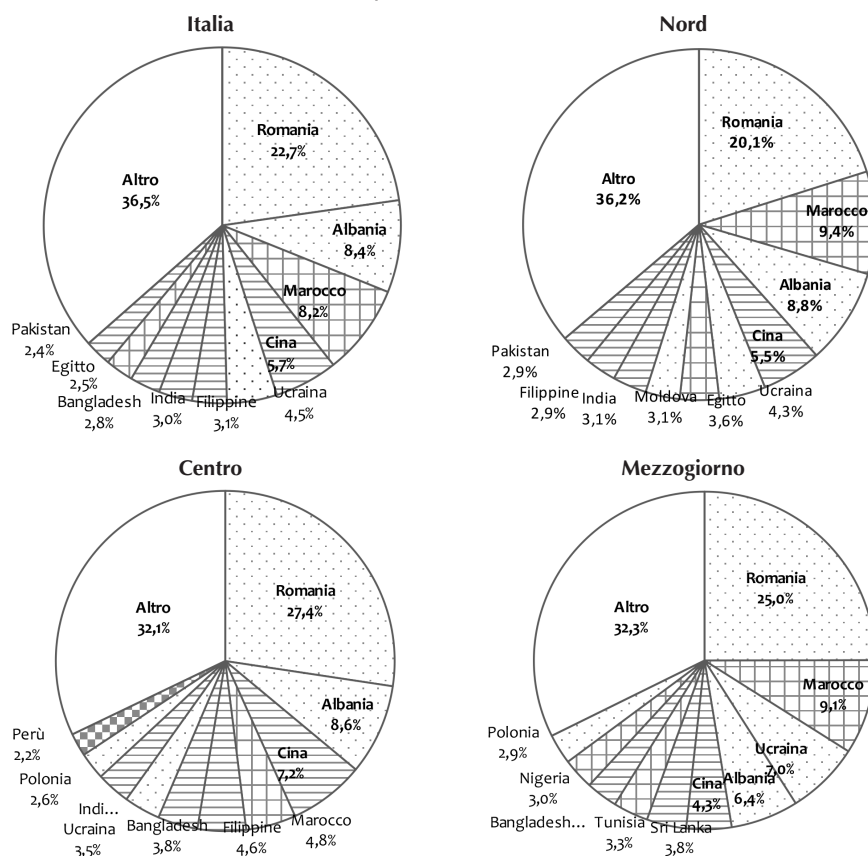 Italia
Romania
22,7%
Albania
8,4%
Marocco
8,2%
Cina
5,7%
Ucraina
4,5%
Filippine
3,1%
India
3,0%
Bangladesh
2,8%
Egitto
2,5%
Pakistan
2,4%
Altro
36,5%
Nord
Romania
20,1%
Marocco
9,4%
Albania
8,8%
Cina
5,5%
Ucraina
4,3%
Egitto
3,6%
Moldova
3,1%
India
3,1%
Filippine
2,9%
Pakistan
2,9%
Altro
36,2%
Centro
Romania
27,4%
Albania
8,6%
Cina
7,2%
Marocco
4,8%
Filippine
4,6%
Bangladesh
3,8%
Ucraina
3,5%
Indi...
Polonia
2,6%
Perù
2,2%
Altro
32,1%
Mezzogiorno
Romania
25,0%
Marocco
9,1%
Ucraina
7,0%
Albania
6,4%
Cina
4,3%
Sri Lanka
3,8%
Tunisia
3,3%
Bangladesh...
Nigeria
3,0%
Polonia
2,9%
Altro
32,3%